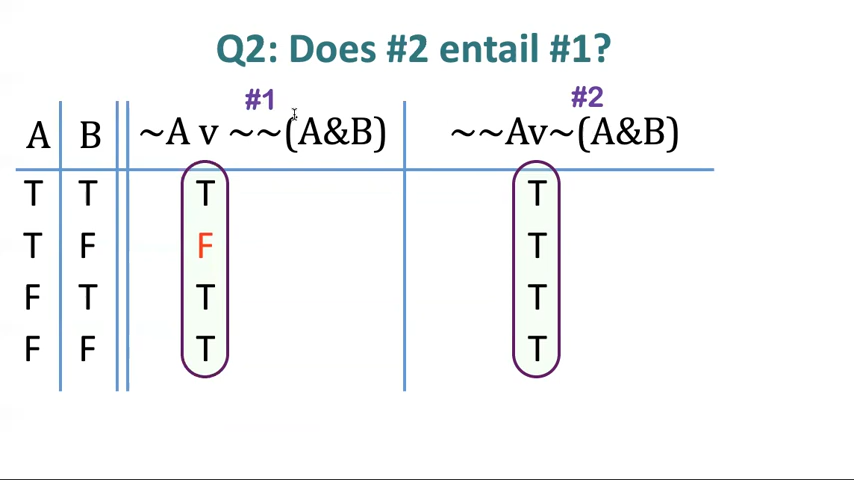 Q2: Does #2 entail #1?
#1 #2
A B ~A v ~~(A&B) ~~Av~(A&B)
T T T T
T F F T
F T T T
F F T T